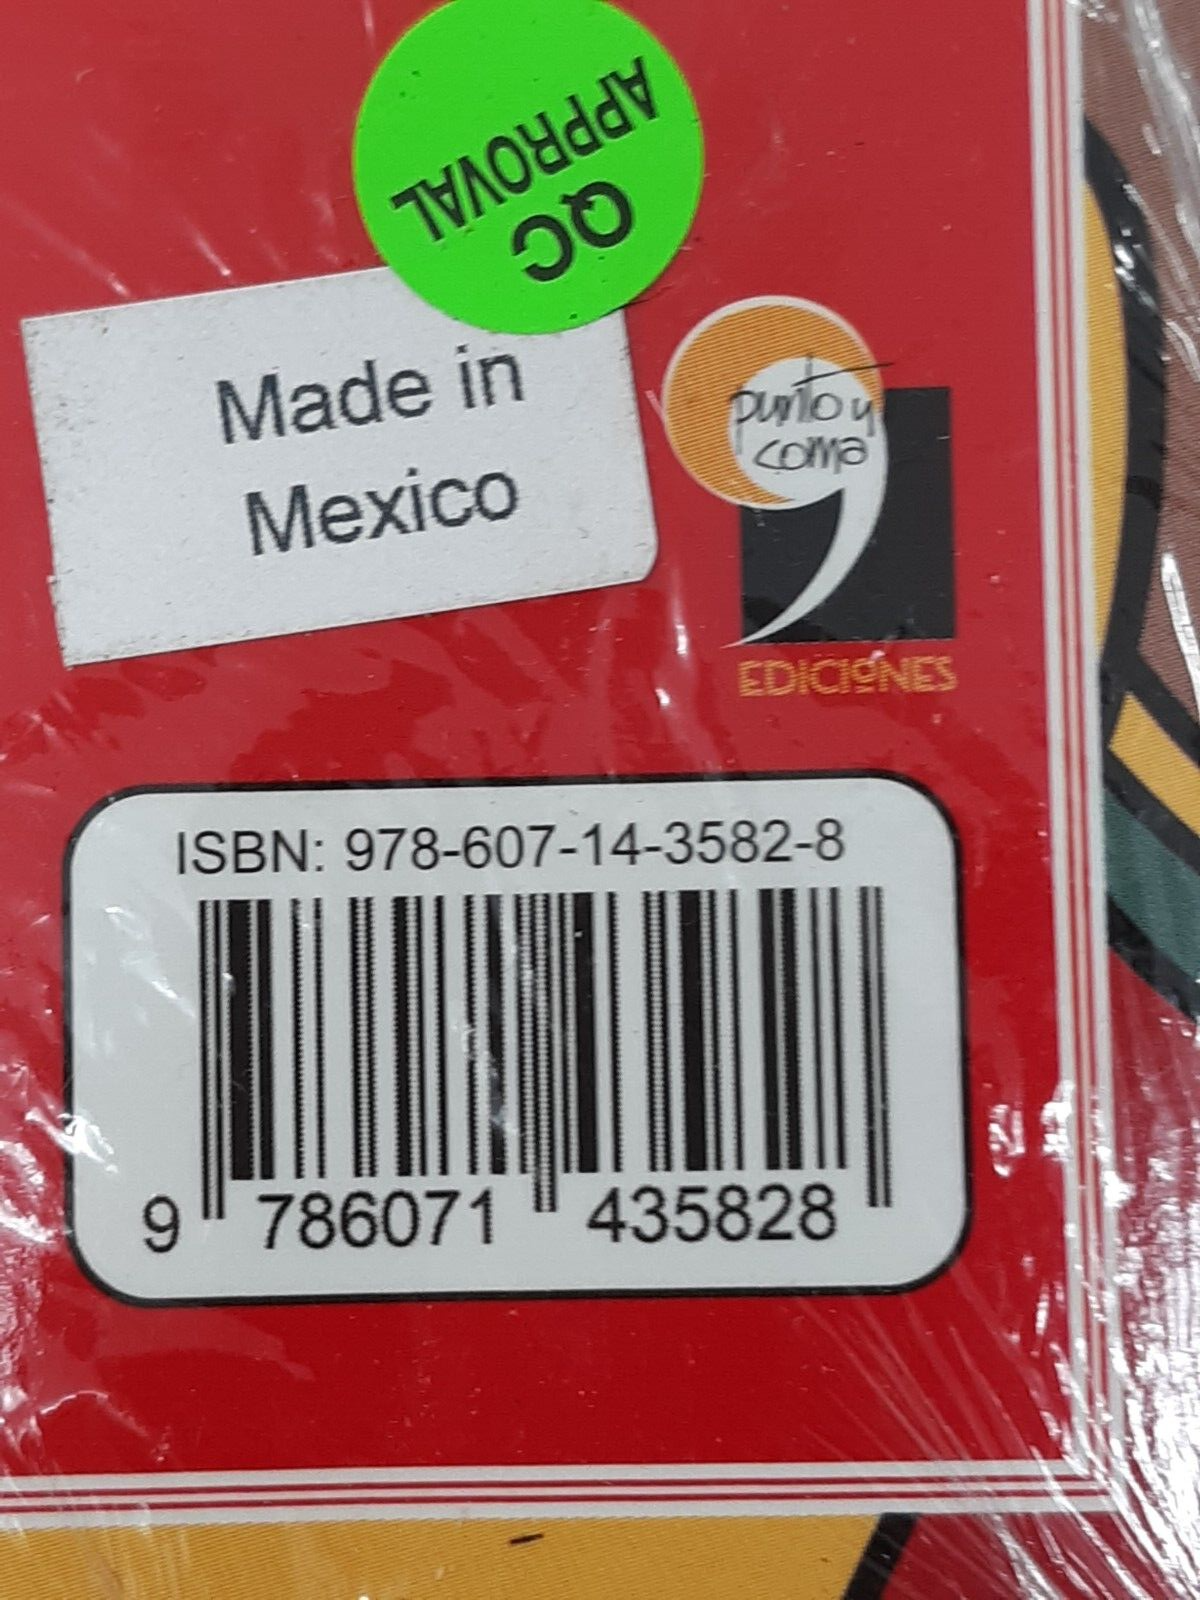 QC
APPROVAL
Made in
Mexico
punto y
coma
EDICIONES
ISBN: 978-607-14-3582-8
9 786071 435828